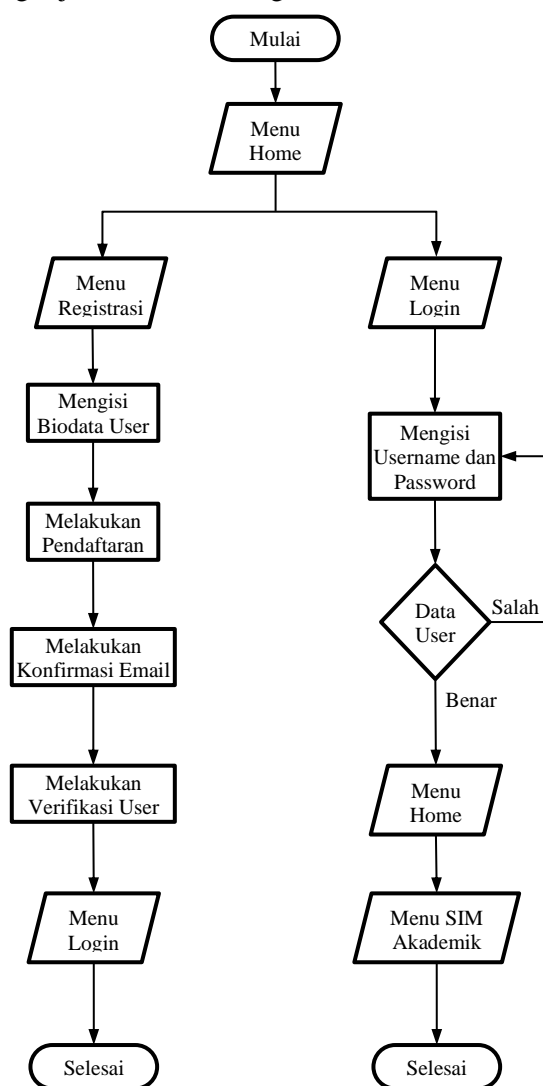 Mulai
Menu
Home
Menu
Registrasi
Mengisi
Biodata User
Melakukan
Pendaftaran
Melakukan
Konfirmasi Email
Melakukan
Verifikasi User
Menu
Login
Selesai
Menu
Login
Mengisi
Username dan
Password
Data
User
Salah
Benar
Menu
Home
Menu SIM
Akademik
Selesai